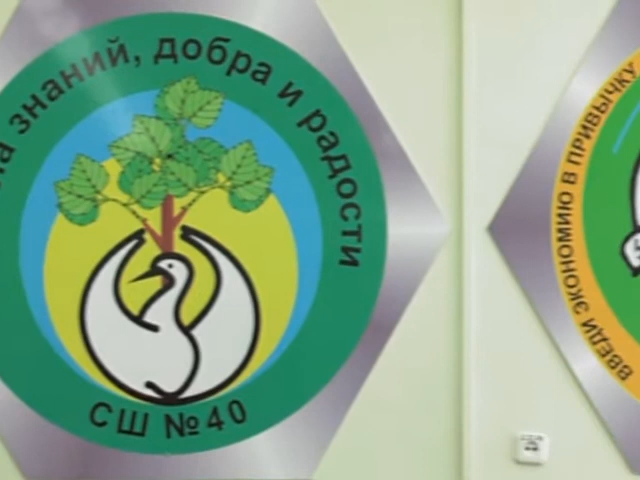 знаний, добра и радости
СШ №40
ВВЕДИ ЭКОНОМИЮ В ПРИВЫЧКУ